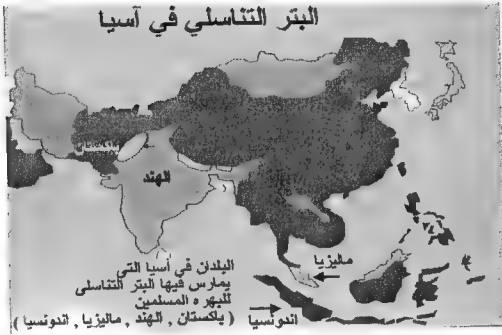 البتر التناسلي في آسيا
الهند
ماليزيا
البلدان في آسيا التي
يمارس فيها البتر التناسلي
للبهره المسلمين
( ياكستان , الهند , ماليزيا , اندونسيا )
اندونسيا